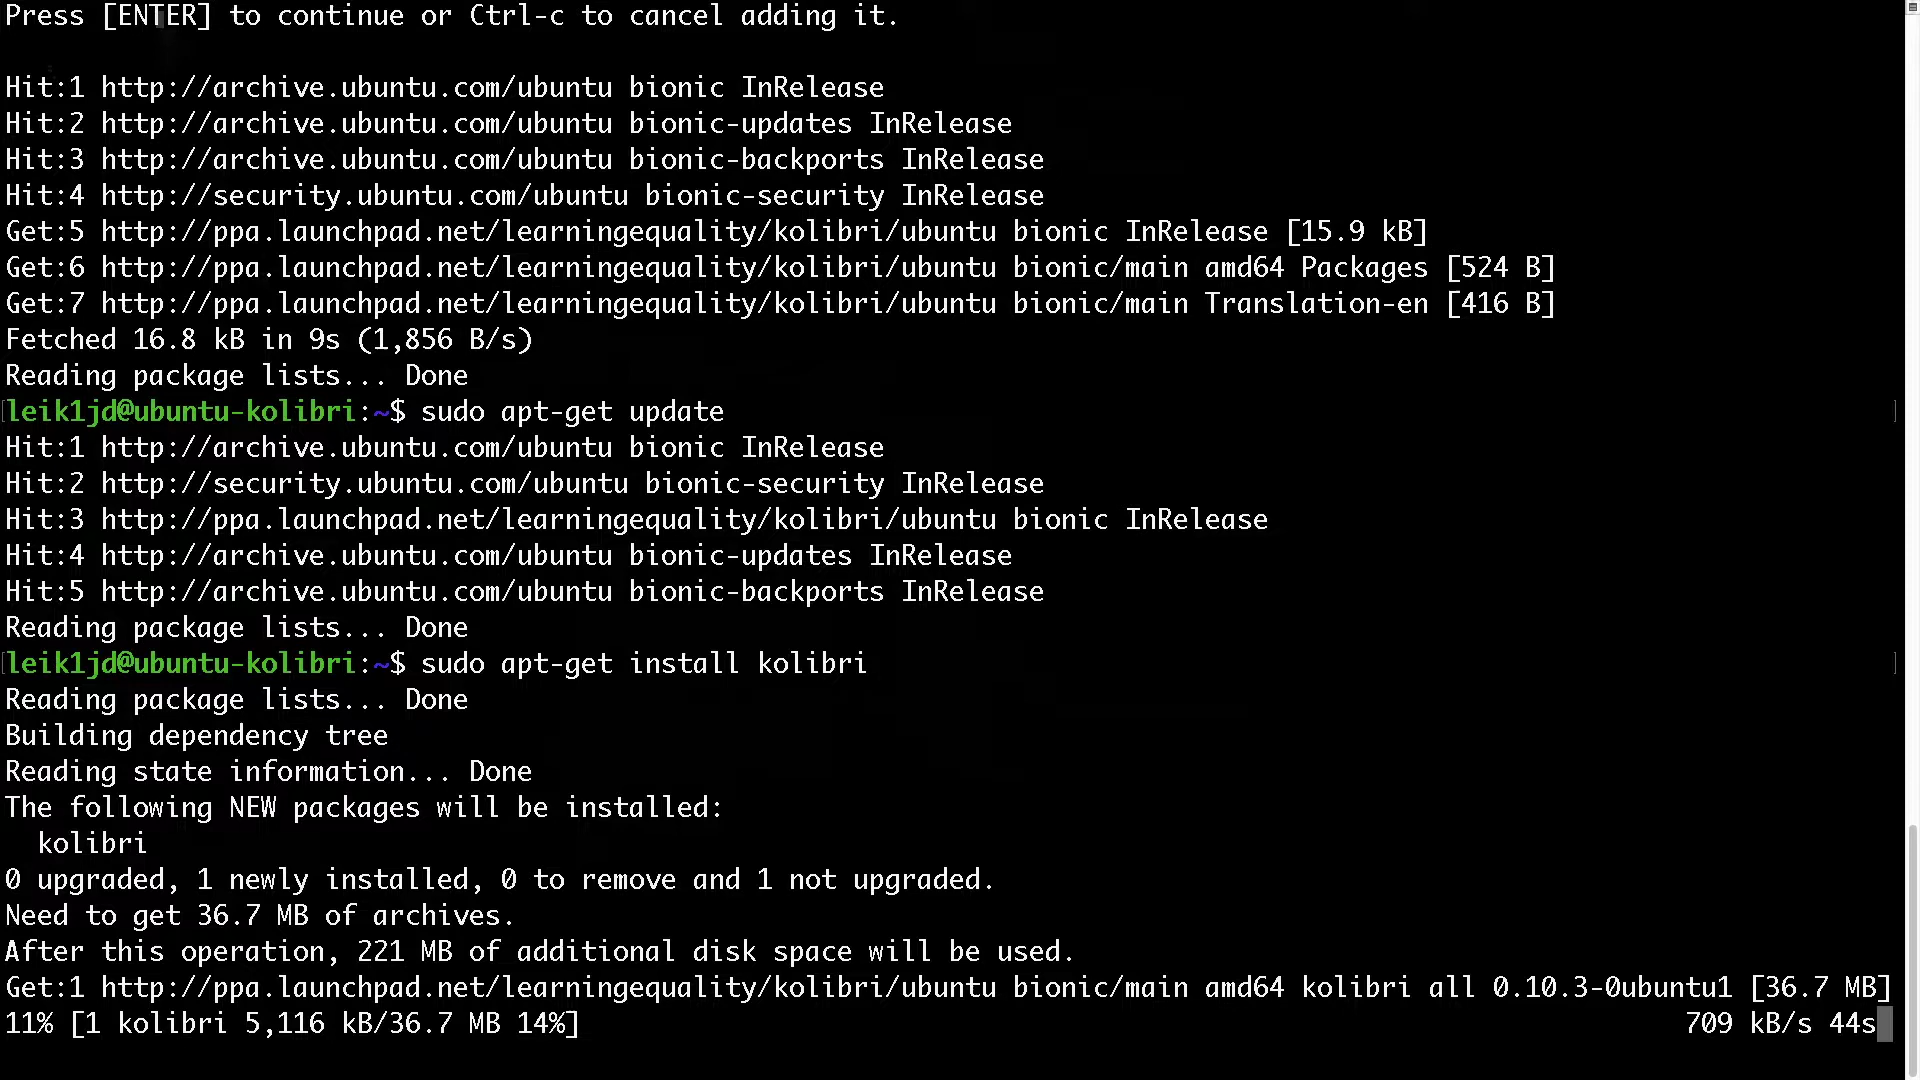 Press [ENTER] to continue or Ctrl-c to cancel adding it.
Hit:1 http://archive.ubuntu.com/ubuntu bionic InRelease
Hit:2 http://archive.ubuntu.com/ubuntu bionic-updates InRelease
Hit:3 http://archive.ubuntu.com/ubuntu bionic-backports InRelease
Hit:4 http://security.ubuntu.com/ubuntu bionic-security InRelease
Get:5 http://ppa.launchpad.net/learningequality/kolibri/ubuntu bionic InRelease [15.9 kB]
Get:6 http://ppa.launchpad.net/learningequality/kolibri/ubuntu bionic/main amd64 Packages [524 B]
Get:7 http://ppa.launchpad.net/learningequality/kolibri/ubuntu bionic/main Translation-en [416 B]
Fetched 16.8 kB in 9s (1,856 B/s)
Reading package lists... Done
[leik1jd@ubuntu-kolibri:~$ sudo apt-get update ]
Hit:1 http://archive.ubuntu.com/ubuntu bionic InRelease
Hit:2 http://security.ubuntu.com/ubuntu bionic-security InRelease
Hit:3 http://ppa.launchpad.net/learningequality/kolibri/ubuntu bionic InRelease
Hit:4 http://archive.ubuntu.com/ubuntu bionic-updates InRelease
Hit:5 http://archive.ubuntu.com/ubuntu bionic-backports InRelease
Reading package lists... Done
[leik1jd@ubuntu-kolibri:~$ sudo apt-get install kolibri ]
Reading package lists... Done
Building dependency tree
Reading state information... Done
The following NEW packages will be installed:
  kolibri
0 upgraded, 1 newly installed, 0 to remove and 1 not upgraded.
Need to get 36.7 MB of archives.
After this operation, 221 MB of additional disk space will be used.
Get:1 http://ppa.launchpad.net/learningequality/kolibri/ubuntu bionic/main amd64 kolibri all 0.10.3-0ubuntu1 [36.7 MB]
11% [1 kolibri 5,116 kB/36.7 MB 14%] 709 kB/s 44s